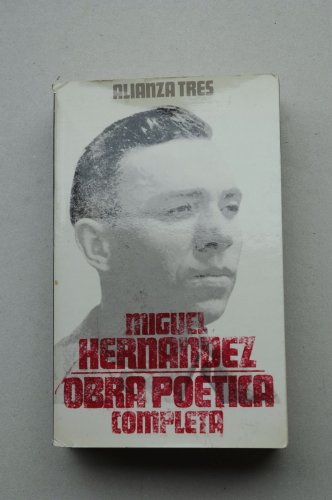 ALIANZA TRES
MIGUEL
HERNANDEZ
OBRA POETICA
COMPLETA